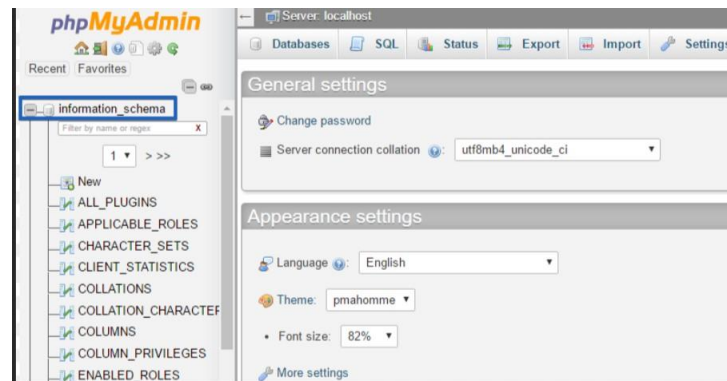 phpMyAdmin
Recent Favorites
information_schema
Filter by name or regex X
1 > >>
New
ALL_PLUGINS
APPLICABLE_ROLES
CHARACTER_SETS
CLIENT_STATISTICS
COLLATIONS
COLLATION_CHARACTER
COLUMNS
COLUMN_PRIVILEGES
ENABLED_ROLES
Server: localhost
Databases SQL Status Export Import Settings
General settings
Change password
Server connection collation : utf8mb4_unicode_ci
Appearance settings
Language : English
Theme: pmahomme
• Font size: 82%
More settings